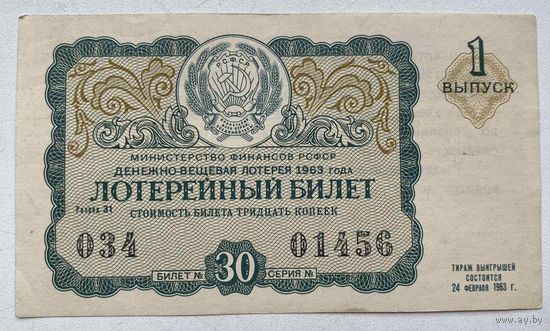 РСФСР
1
ВЫПУСК
МИНИСТЕРСТВО ФИНАНСОВ РСФСР
ДЕНЕЖНО-ВЕЩЕВАЯ ЛОТЕРЕЯ 1963 ГОДА
ЛОТЕРЕЙНЫЙ БИЛЕТ
Разряд 31 СТОИМОСТЬ БИЛЕТА ТРИДЦАТЬ КОПЕЕК
034 01456
БИЛЕТ № 30 СЕРИЯ №
ТИРАЖ ВЫИГРЫШЕЙ
СОСТОИТСЯ
24 ФЕВРАЛЯ 1963 Г.
www.ay.by